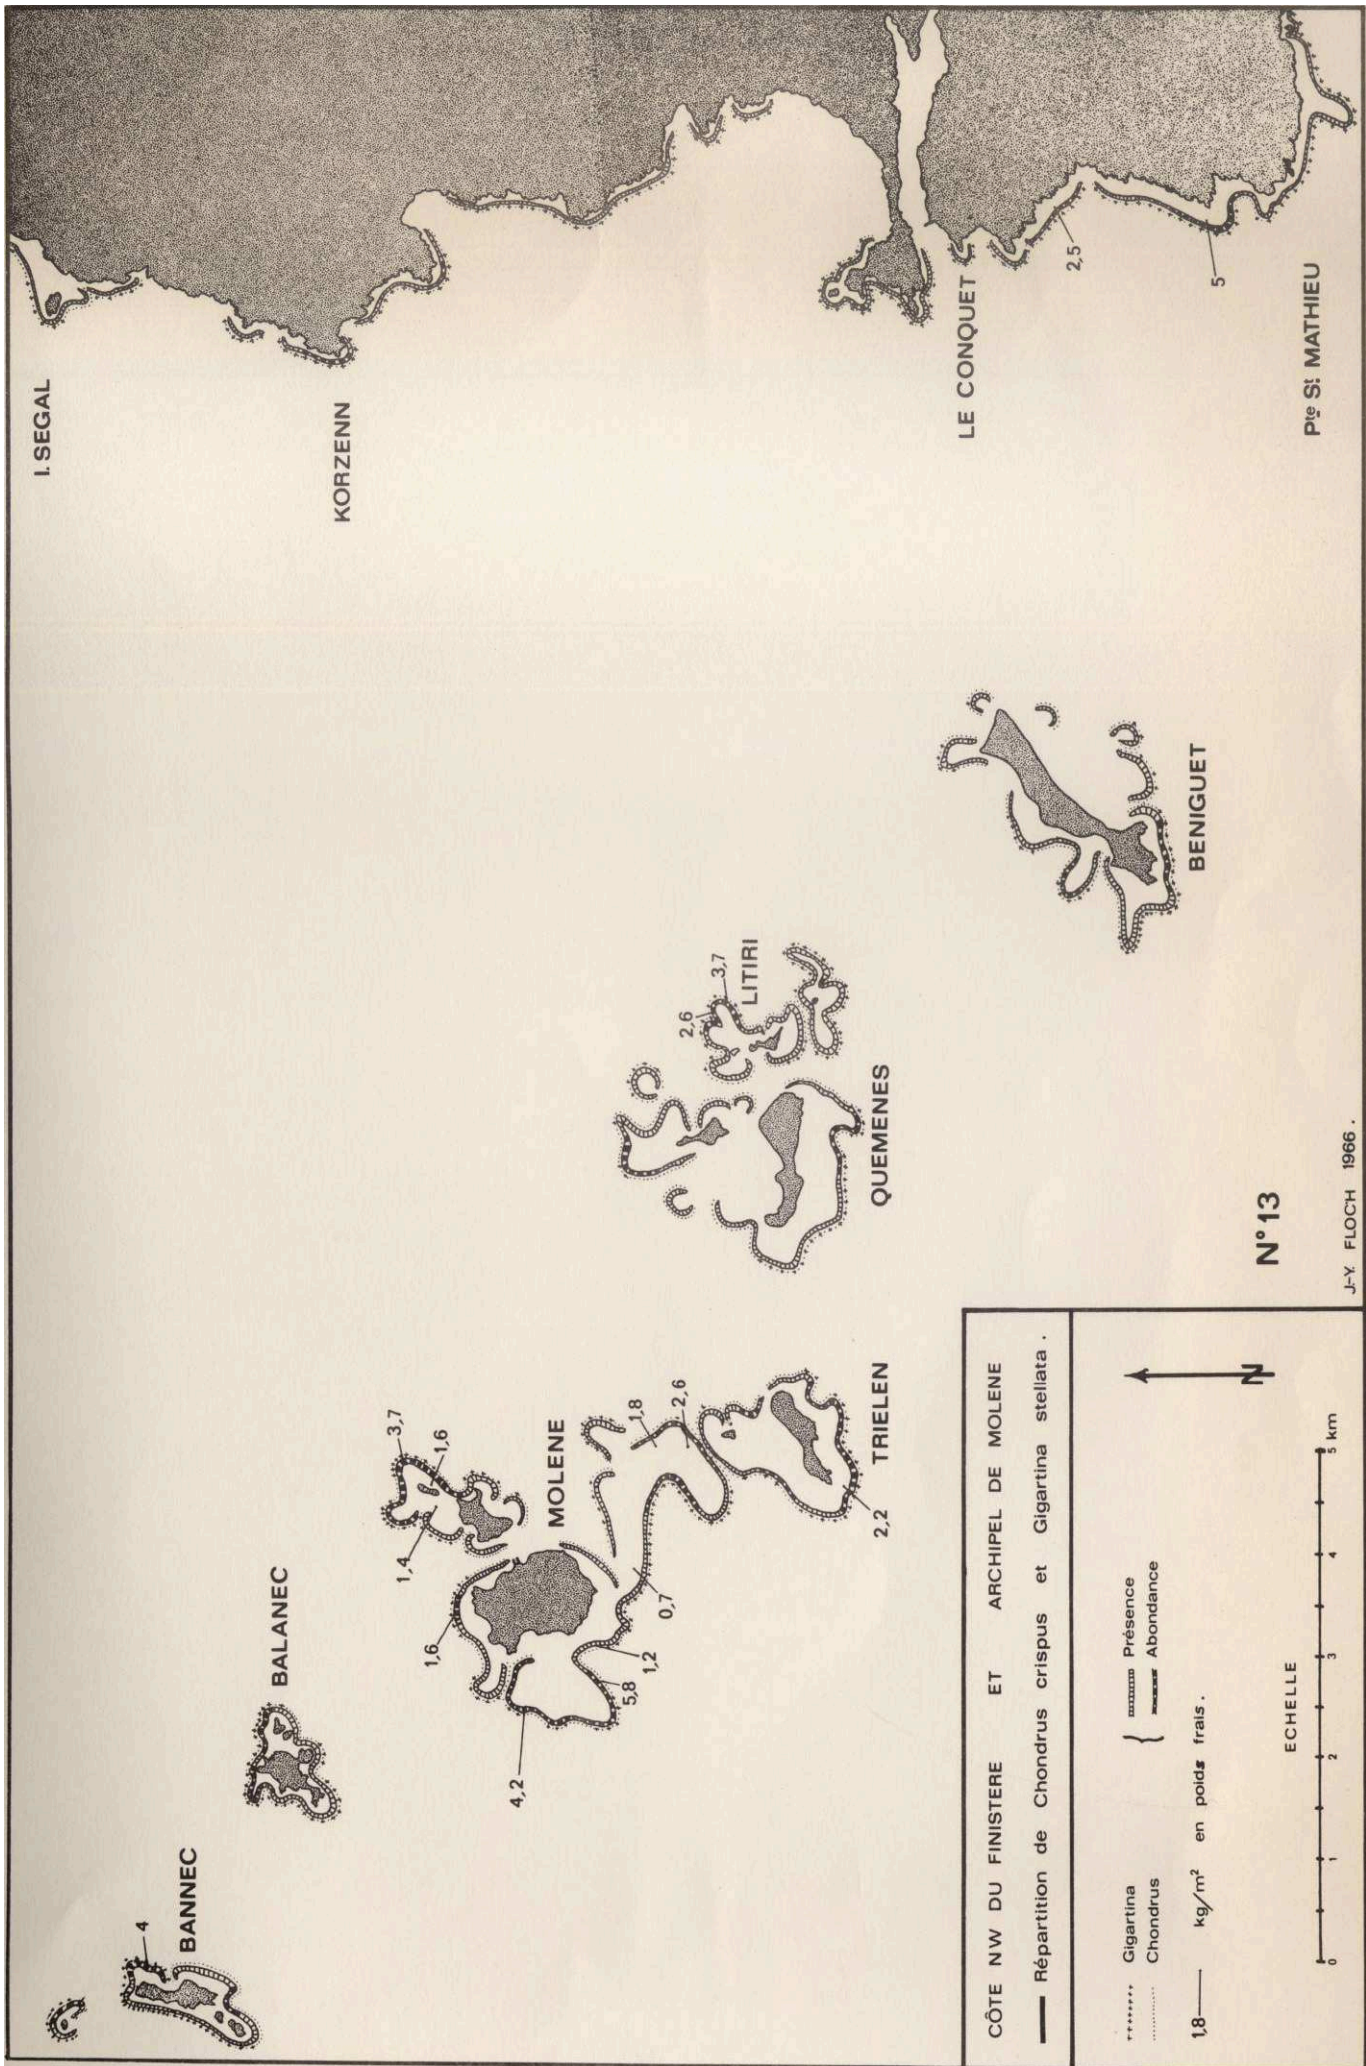 I. SEGAL
KORZENN
LE CONQUET
2,5
5
Pte St MATHIEU
BENIGUET
LITIRI
2,6
3,7
QUEMENES
BANNEC
4
BALANEC
MOLENE
3,7
1,6
1,4
1,6
4,2
5,8
1,2
0,7
1,8
2,6
TRIELEN
2,2
CÔTE NW DU FINISTERE ET ARCHIPEL DE MOLENE
Répartition de Chondrus crispus et Gigartina stellata.
Gigartina
Chondrus
{ Présence
Abondance
1,8 kg/m² en poids frais.
N
ECHELLE
0 1 2 3 4 5 km
N° 13
J.-Y. FLOCH 1966.